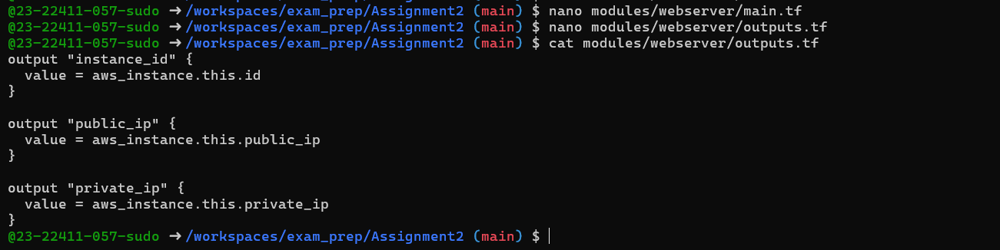 @23-22411-057-sudo → /workspaces/exam_prep/Assignment2 (main) $ nano modules/webserver/main.tf
@23-22411-057-sudo → /workspaces/exam_prep/Assignment2 (main) $ nano modules/webserver/outputs.tf
@23-22411-057-sudo → /workspaces/exam_prep/Assignment2 (main) $ cat modules/webserver/outputs.tf
output "instance_id" {
  value = aws_instance.this.id
}

output "public_ip" {
  value = aws_instance.this.public_ip
}

output "private_ip" {
  value = aws_instance.this.private_ip
}
@23-22411-057-sudo → /workspaces/exam_prep/Assignment2 (main) $